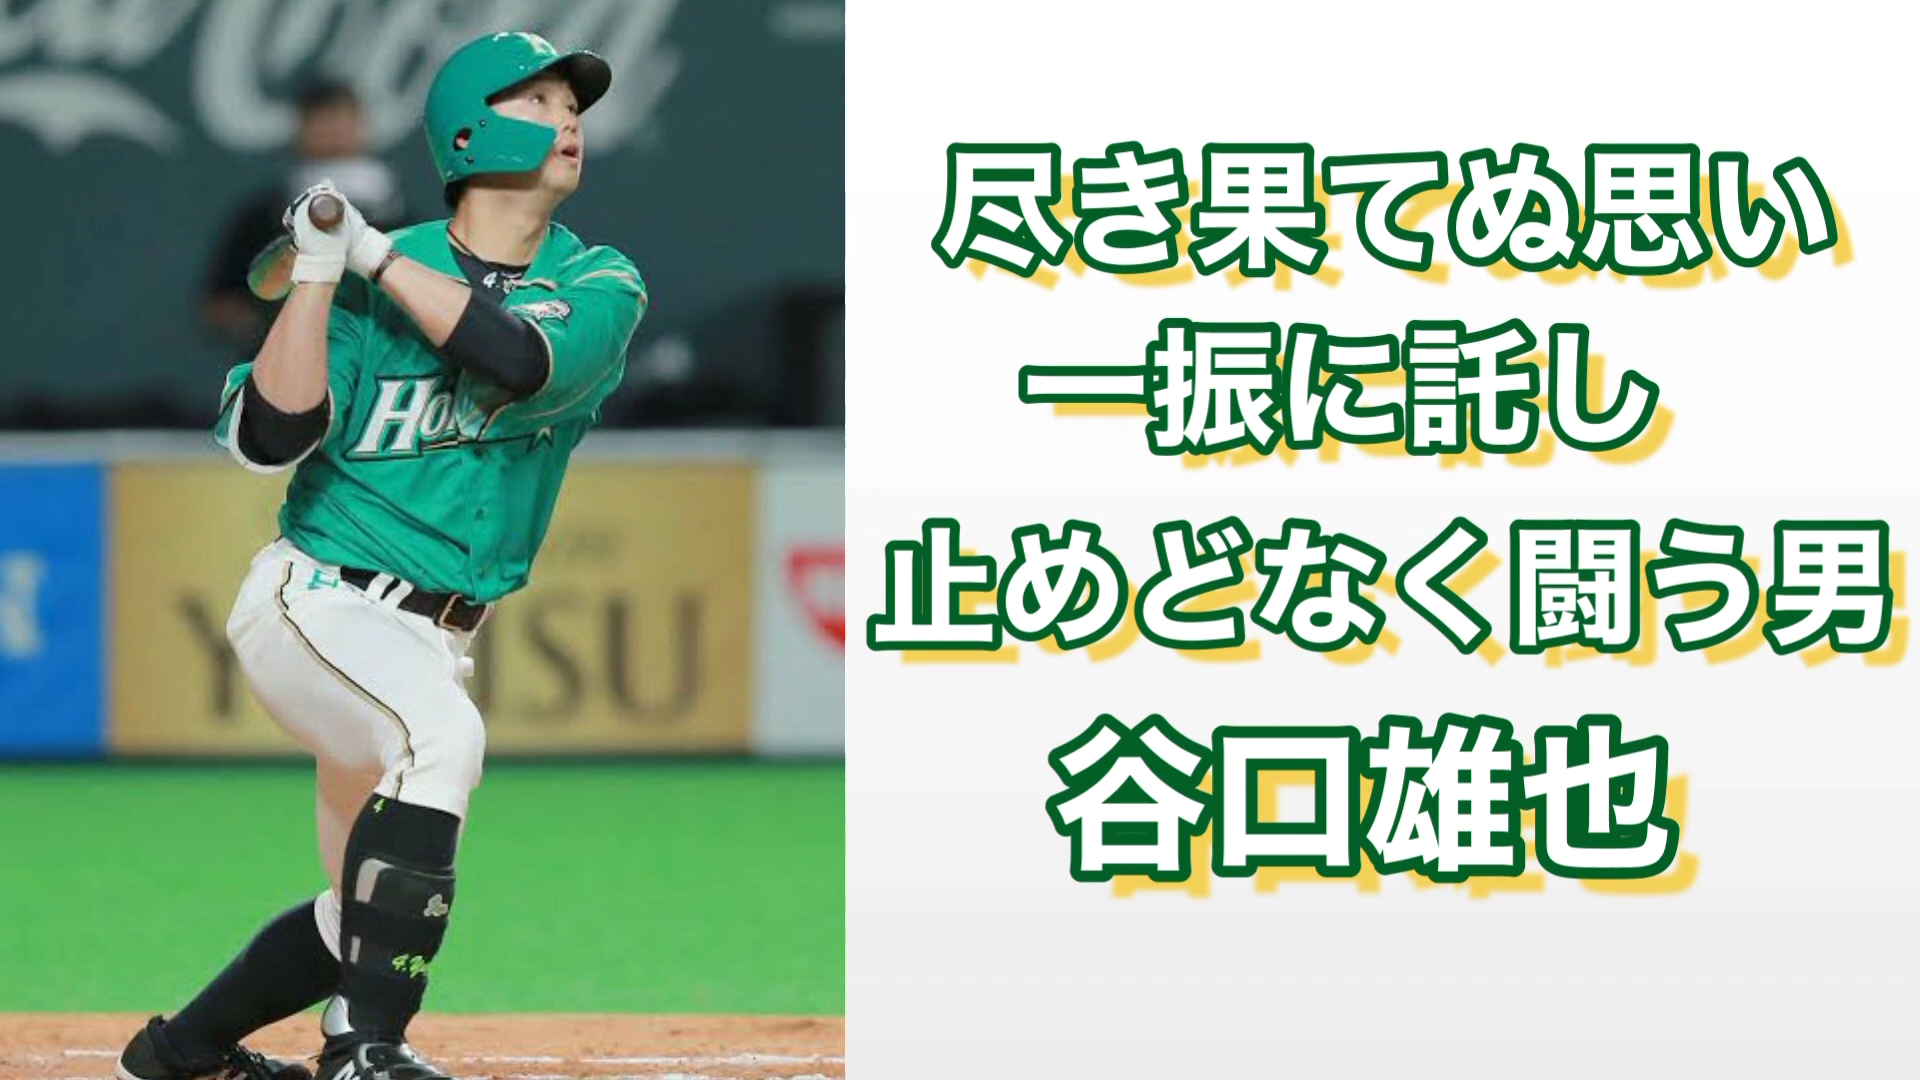 尽き果てぬ思い
一振に託し
止めどなく闘う男
谷口雄也